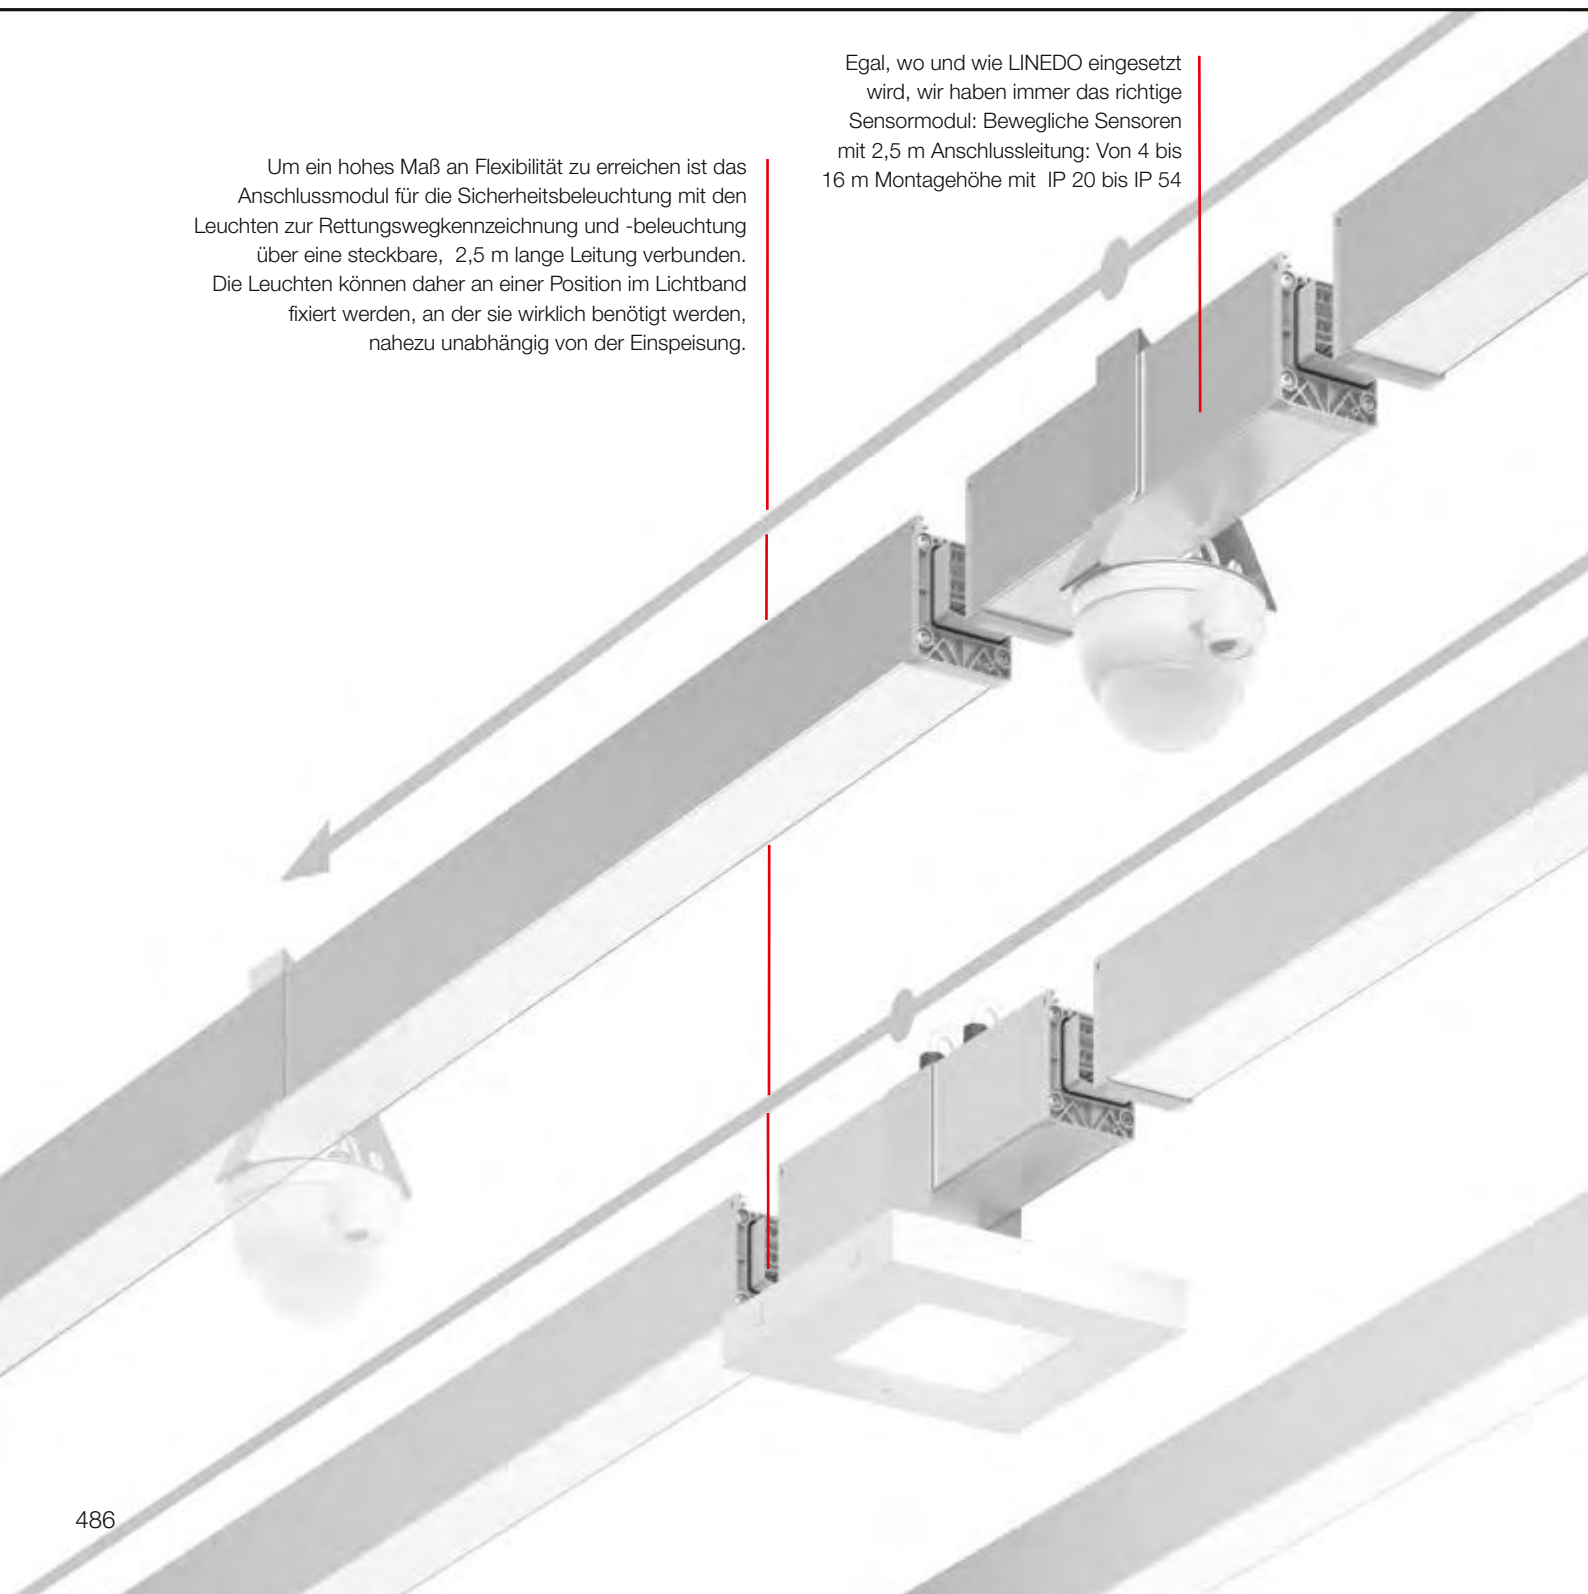 Um ein hohes Maß an Flexibilität zu erreichen ist das
Anschlussmodul für die Sicherheitsbeleuchtung mit den
Leuchten zur Rettungswegkennzeichnung und -beleuchtung
über eine steckbare, 2,5 m lange Leitung verbunden.
Die Leuchten können daher an einer Position im Lichtband
fixiert werden, an der sie wirklich benötigt werden,
nahezu unabhängig von der Einspeisung.
Egal, wo und wie LINEDO eingesetzt
wird, wir haben immer das richtige
Sensormodul: Bewegliche Sensoren
mit 2,5 m Anschlussleitung: Von 4 bis
16 m Montagehöhe mit IP 20 bis IP 54
486